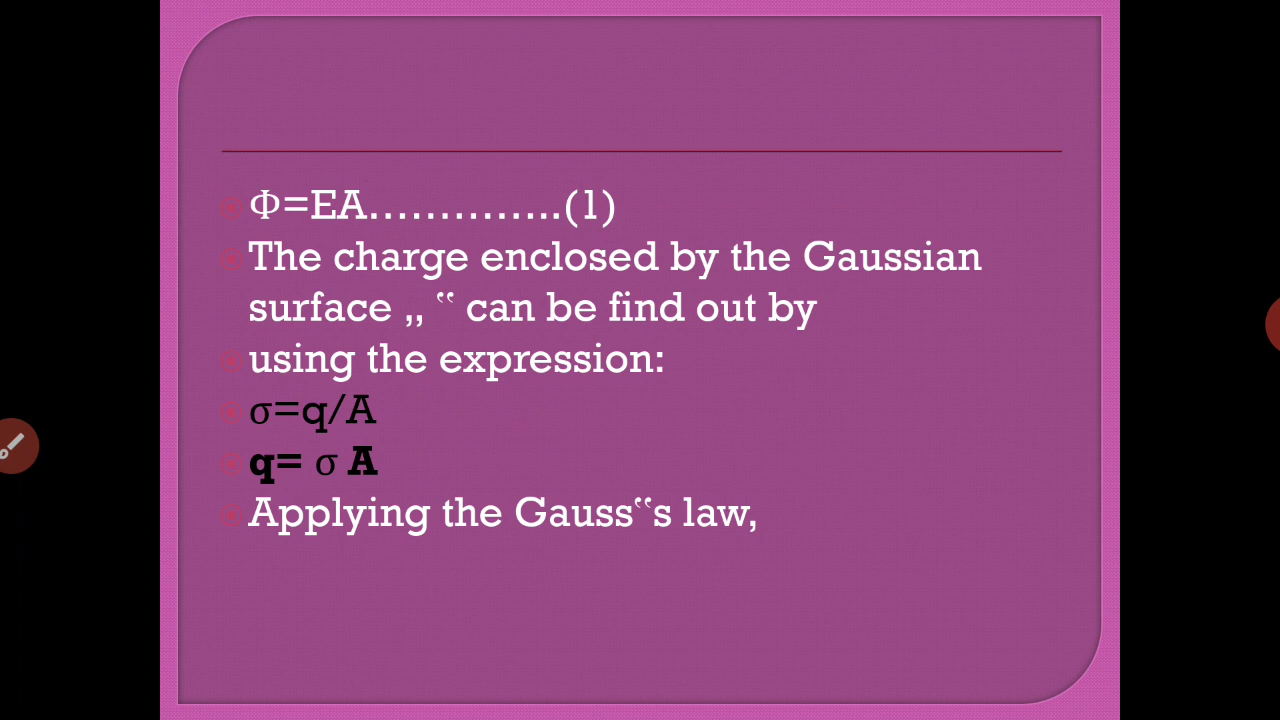 Φ=EA…………..(1)
The charge enclosed by the Gaussian
surface „ ‟ can be find out by
using the expression:
σ=q/A
q= σ A
Applying the Gauss‟s law,